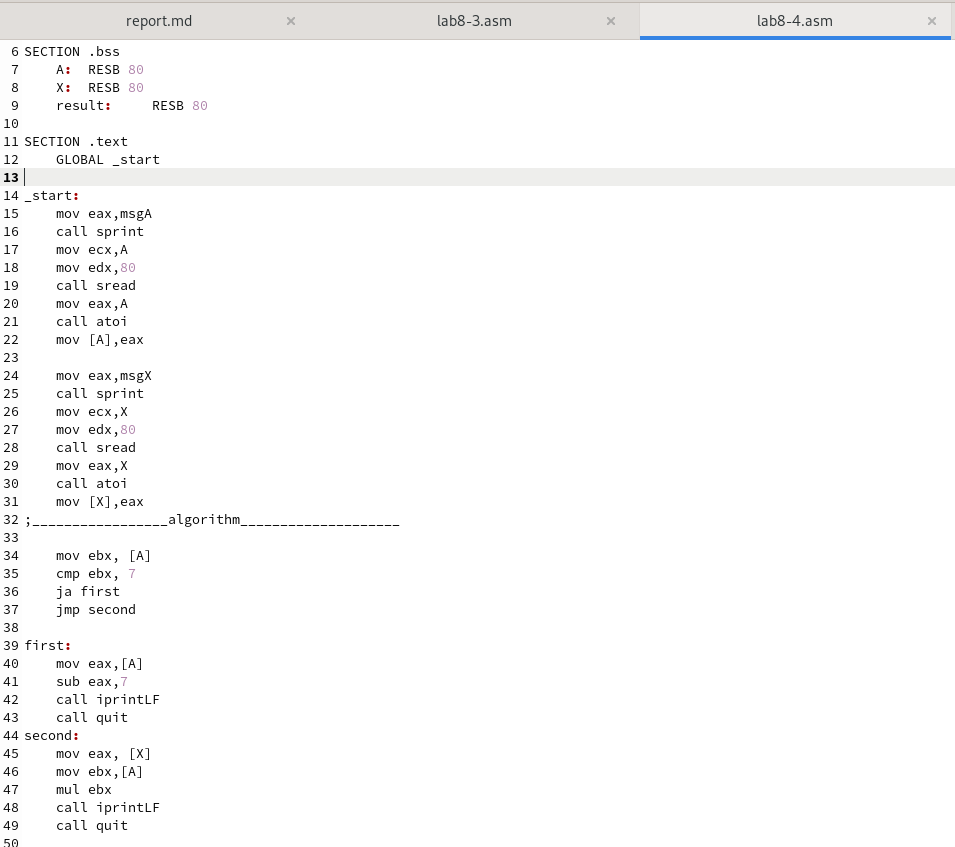 report.md × lab8-3.asm × lab8-4.asm ×
6 SECTION .bss
7     A:  RESB 80
8     X:  RESB 80
9     result:     RESB 80
10
11 SECTION .text
12     GLOBAL _start
13
14 _start:
15     mov eax,msgA
16     call sprint
17     mov ecx,A
18     mov edx,80
19     call sread
20     mov eax,A
21     call atoi
22     mov [A],eax
23
24     mov eax,msgX
25     call sprint
26     mov ecx,X
27     mov edx,80
28     call sread
29     mov eax,X
30     call atoi
31     mov [X],eax
32 ;_________________algorithm____________________
33
34     mov ebx, [A]
35     cmp ebx, 7
36     ja first
37     jmp second
38
39 first:
40     mov eax,[A]
41     sub eax,7
42     call iprintLF
43     call quit
44 second:
45     mov eax, [X]
46     mov ebx,[A]
47     mul ebx
48     call iprintLF
49     call quit
50